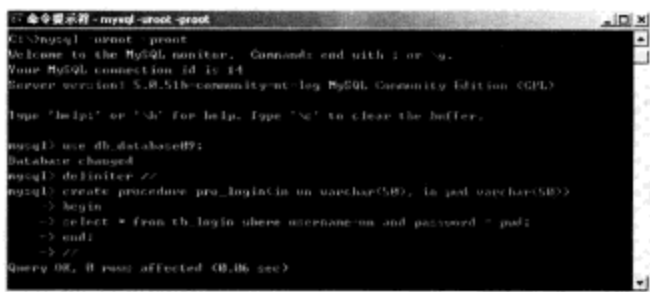 命令提示符 - mysql -uroot -proot
C:\>mysql -uroot -proot
Welcome to the MySQL monitor.  Commands end with ; or \g.
Your MySQL connection id is 14
Server version: 5.0.51b-community-nt-log MySQL Community Edition (GPL)
Type 'help;' or '\h' for help. Type '\c' to clear the buffer.
mysql> use db_database09;
Database changed
mysql> delimiter //
mysql> create procedure pro_login(in un varchar(50), in pwd varchar(50))
    -> begin
    -> select * from tb_login where username=un and password = pwd;
    -> end;
    -> //
Query OK, 0 rows affected (0.06 sec)